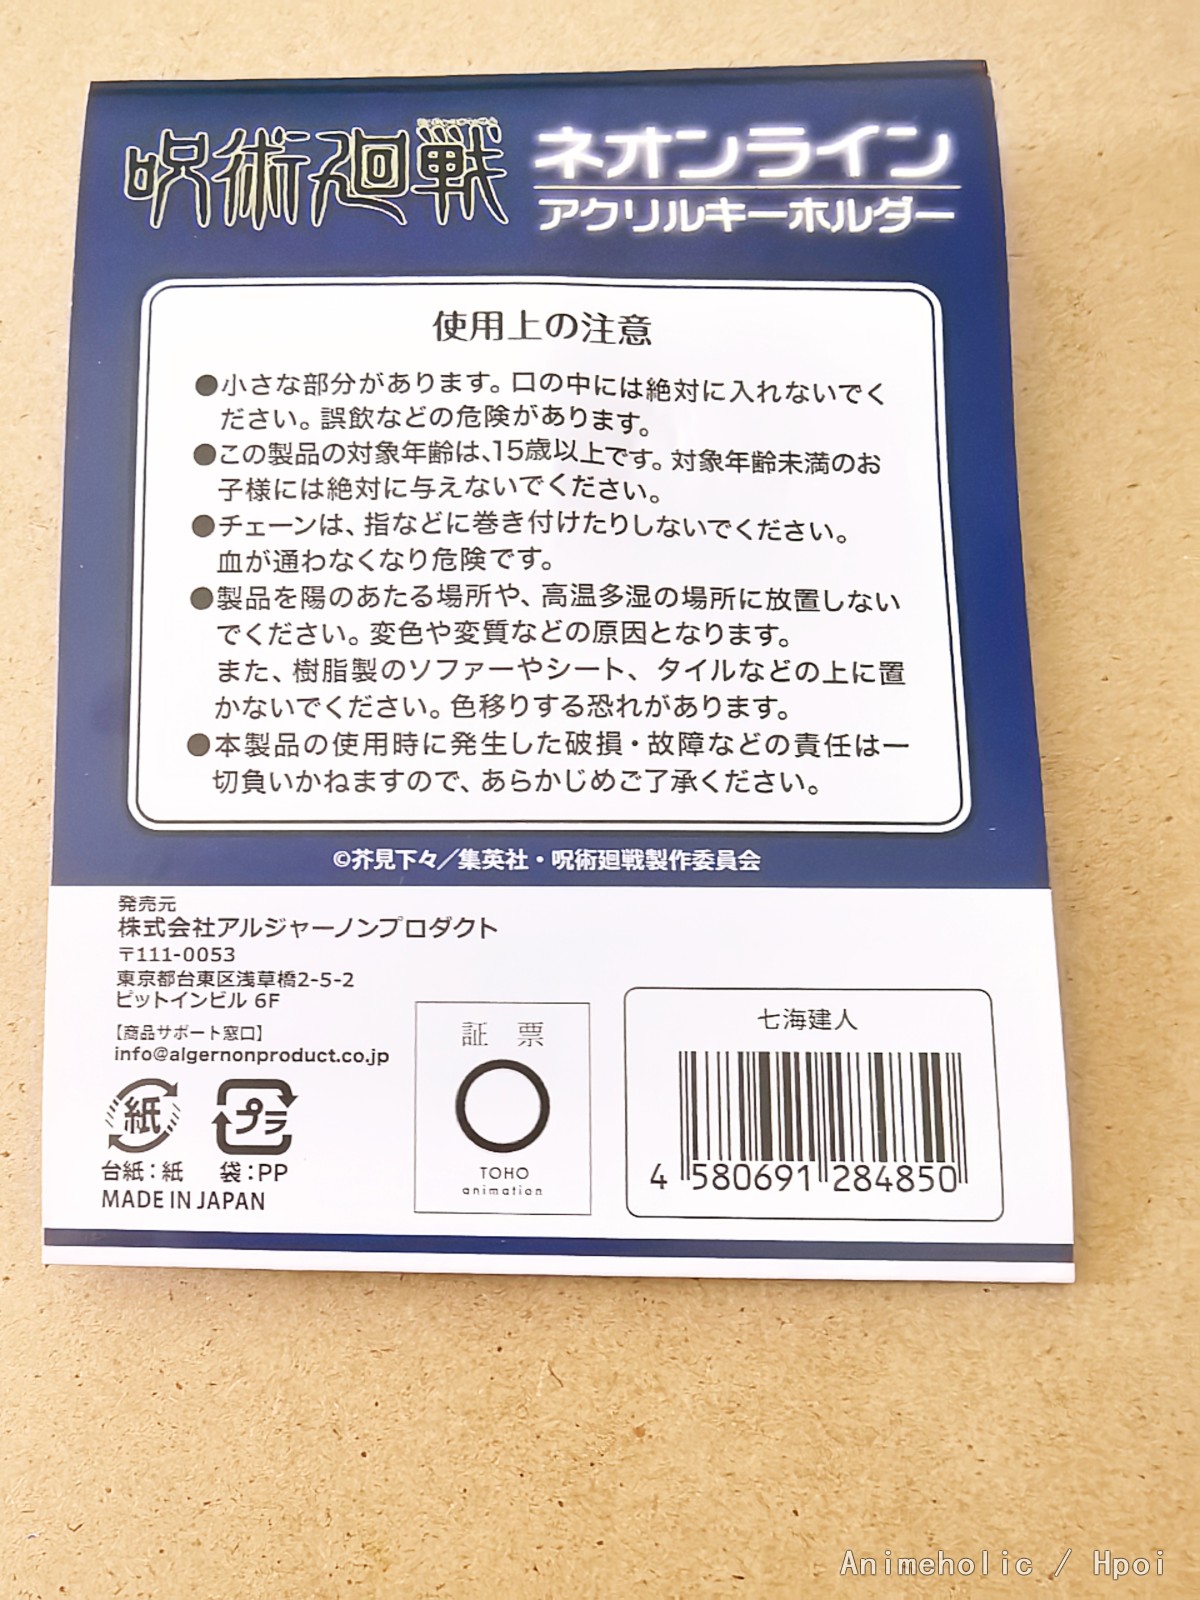 呪術廻戦
ネオンライン
アクリルキーホルダー
使用上の注意
●小さな部分があります。口の中には絶対に入れないでく
ださい。誤飲などの危険があります。
●この製品の対象年齢は、15歳以上です。対象年齢未満のお
子様には絶対に与えないでください。
●チェーンは、指などに巻き付けたりしないでください。
血が通わなくなり危険です。
●製品を陽のあたる場所や、高温多湿の場所に放置しない
でください。変色や変質などの原因となります。
また、樹脂製のソファーやシート、タイルなどの上に置
かないでください。色移りする恐れがあります。
●本製品の使用時に発生した破損・故障などの責任は一
切負いかねますので、あらかじめご了承ください。
©芥見下々／集英社・呪術廻戦製作委員会
発売元
株式会社アルジャーノンプロダクト
〒111-0053
東京都台東区浅草橋2-5-2
ピットインビル 6F
【商品サポート窓口】
info@algernonproduct.co.jp
紙
プラ
台紙：紙
袋：PP
MADE IN JAPAN
証 票
TOHO
animation
七海建人
4 580691 284850
Animeholic / Hpoi